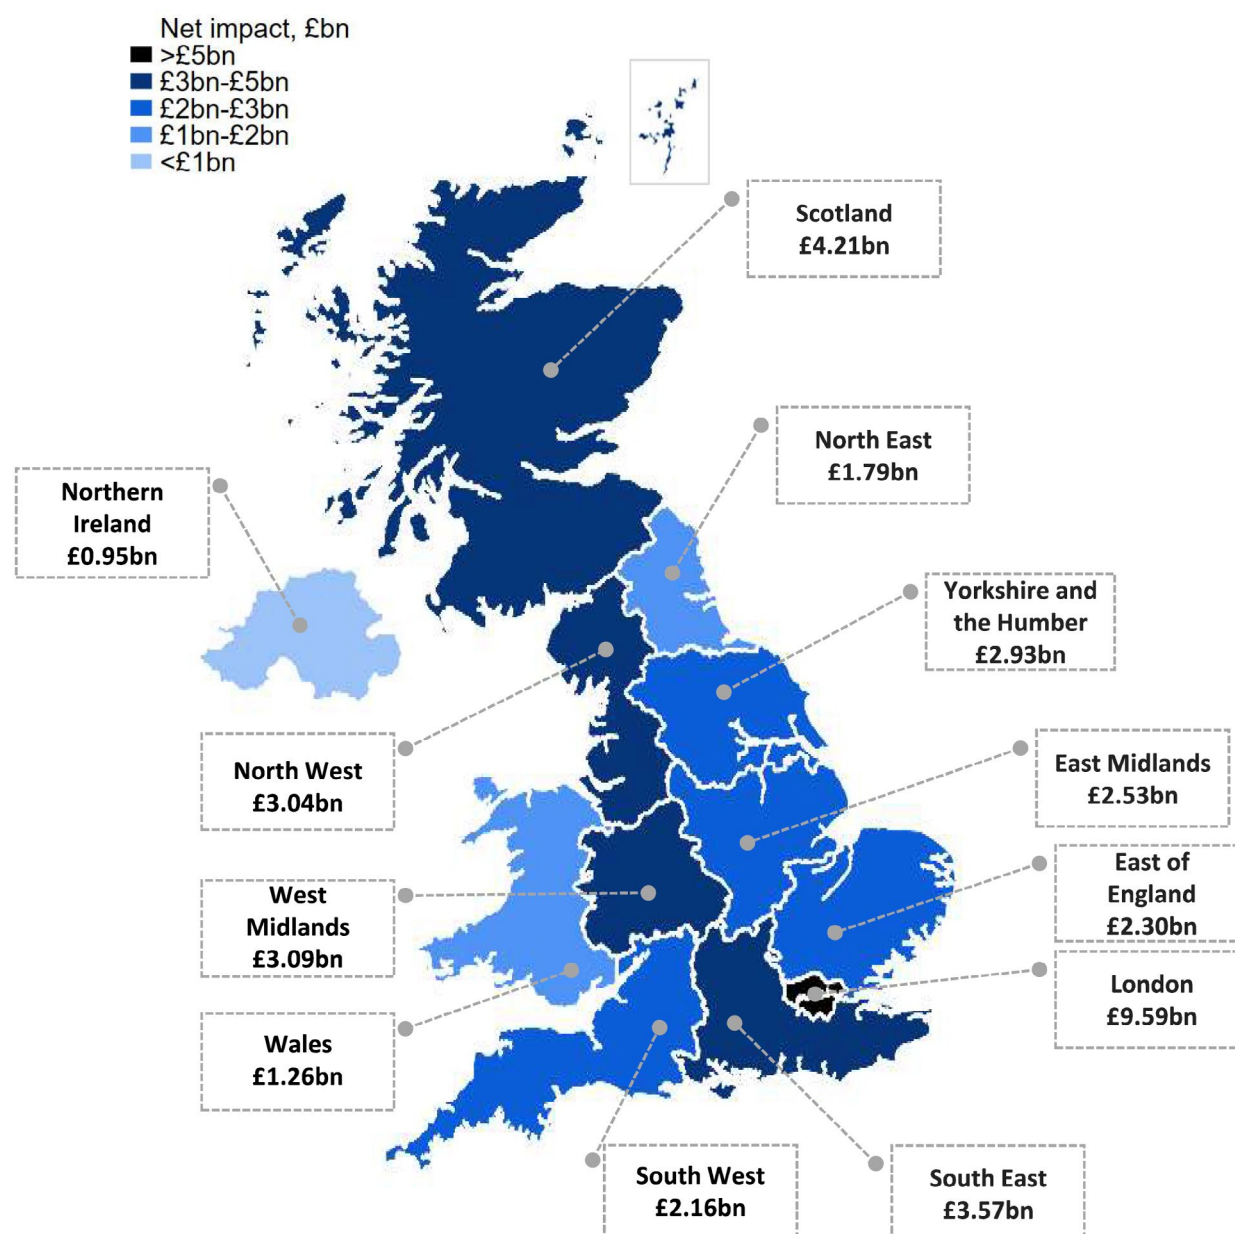 Net impact, £bn
>£5bn
£3bn-£5bn
£2bn-£3bn
£1bn-£2bn
<£1bn
Scotland
£4.21bn
North East
£1.79bn
Northern
Ireland
£0.95bn
Yorkshire and
the Humber
£2.93bn
North West
£3.04bn
East Midlands
£2.53bn
West
Midlands
£3.09bn
East of
England
£2.30bn
London
£9.59bn
Wales
£1.26bn
South West
£2.16bn
South East
£3.57bn